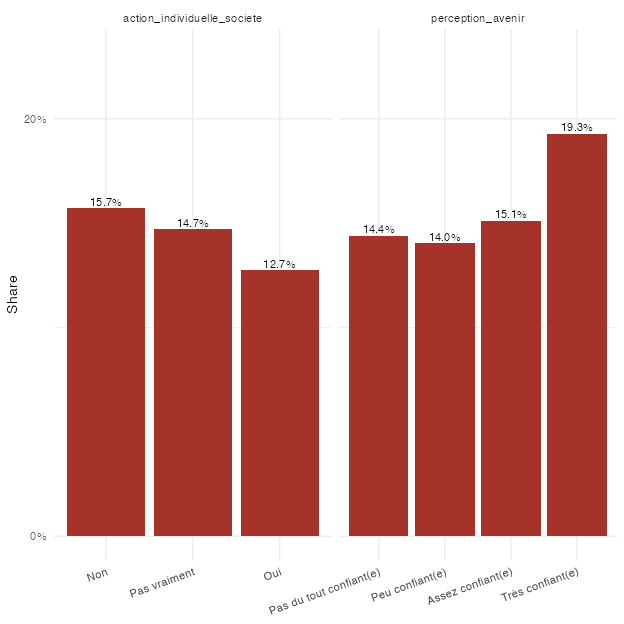 action_individuelle_societe
perception_avenir
20%
0%
Share
15.7%
14.7%
12.7%
14.4%
14.0%
15.1%
19.3%
Non
Pas vraiment
Oui
Pas du tout confiant(e)
Peu confiant(e)
Assez confiant(e)
Très confiant(e)